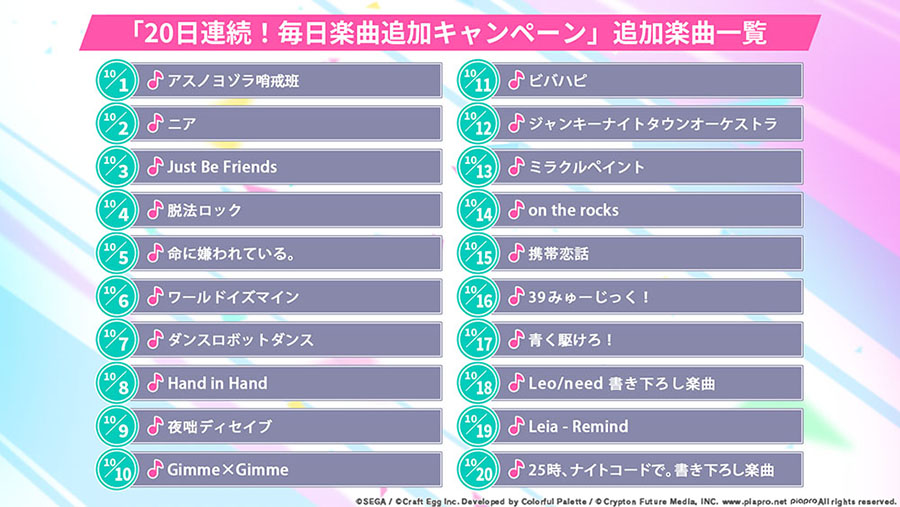 「20日連続！毎日楽曲追加キャンペーン」追加楽曲一覧
10/1 アスノヨゾラ哨戒班
10/2 ニア
10/3 Just Be Friends
10/4 脱法ロック
10/5 命に嫌われている。
10/6 ワールドイズマイン
10/7 ダンスロボットダンス
10/8 Hand in Hand
10/9 夜咄ディセイブ
10/10 Gimme×Gimme
10/11 ビバハピ
10/12 ジャンキーナイトタウンオーケストラ
10/13 ミラクルペイント
10/14 on the rocks
10/15 携帯恋話
10/16 39みゅーじっく！
10/17 青く駆けろ！
10/18 Leo/need 書き下ろし楽曲
10/19 Leia - Remind
10/20 25時、ナイトコードで。書き下ろし楽曲
©SEGA / ©Craft Egg Inc. Developed by Colorful Palette / ©Crypton Future Media, INC. www.piapro.net piapro All rights reserved.